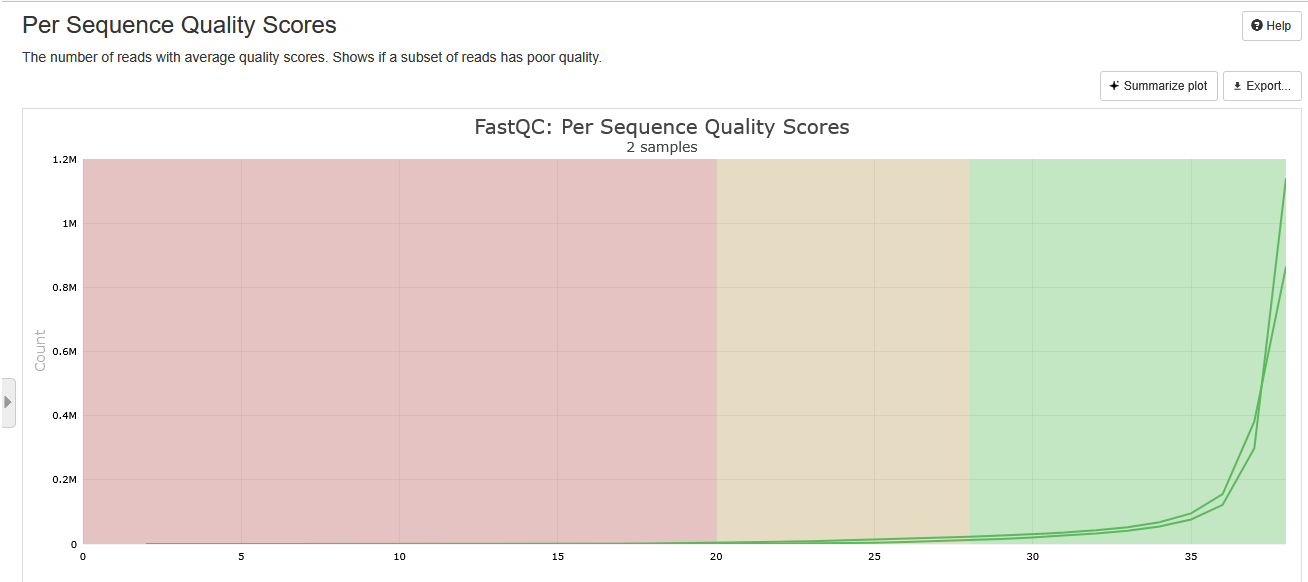 Per Sequence Quality Scores
Help
The number of reads with average quality scores. Shows if a subset of reads has poor quality.
Summarize plot
Export...
FastQC: Per Sequence Quality Scores
2 samples
1.2M
1M
0.8M
0.6M
0.4M
0.2M
0
Count
0 5 10 15 20 25 30 35